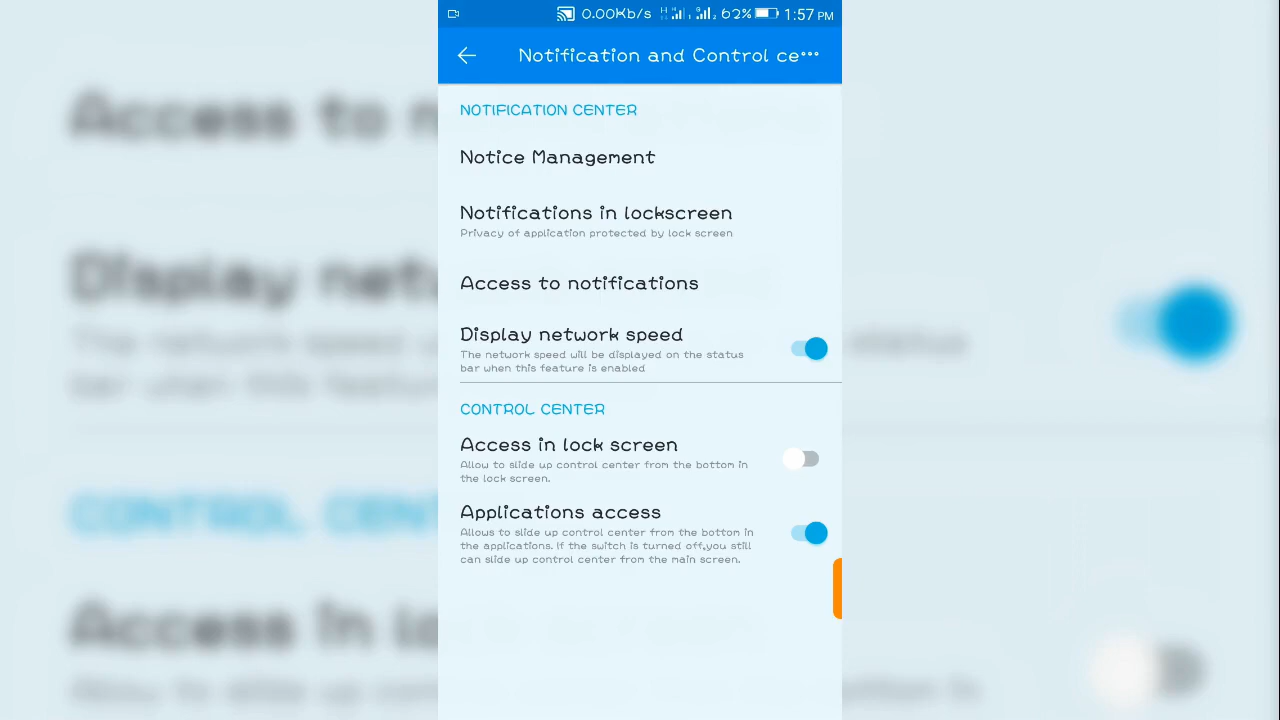 0.00Kb/s H 1 2 62% 1:57 PM
Notification and Control ce...
NOTIFICATION CENTER
Notice Management
Notifications in lockscreen
Privacy of application protected by lock screen
Access to notifications
Display network speed
The network speed will be displayed on the status
bar when this feature is enabled
CONTROL CENTER
Access in lock screen
Allow to slide up control center from the bottom in
the lock screen.
Applications access
Allows to slide up control center from the bottom in
the applications. If the switch is turned off,you still
can slide up control center from the main screen.